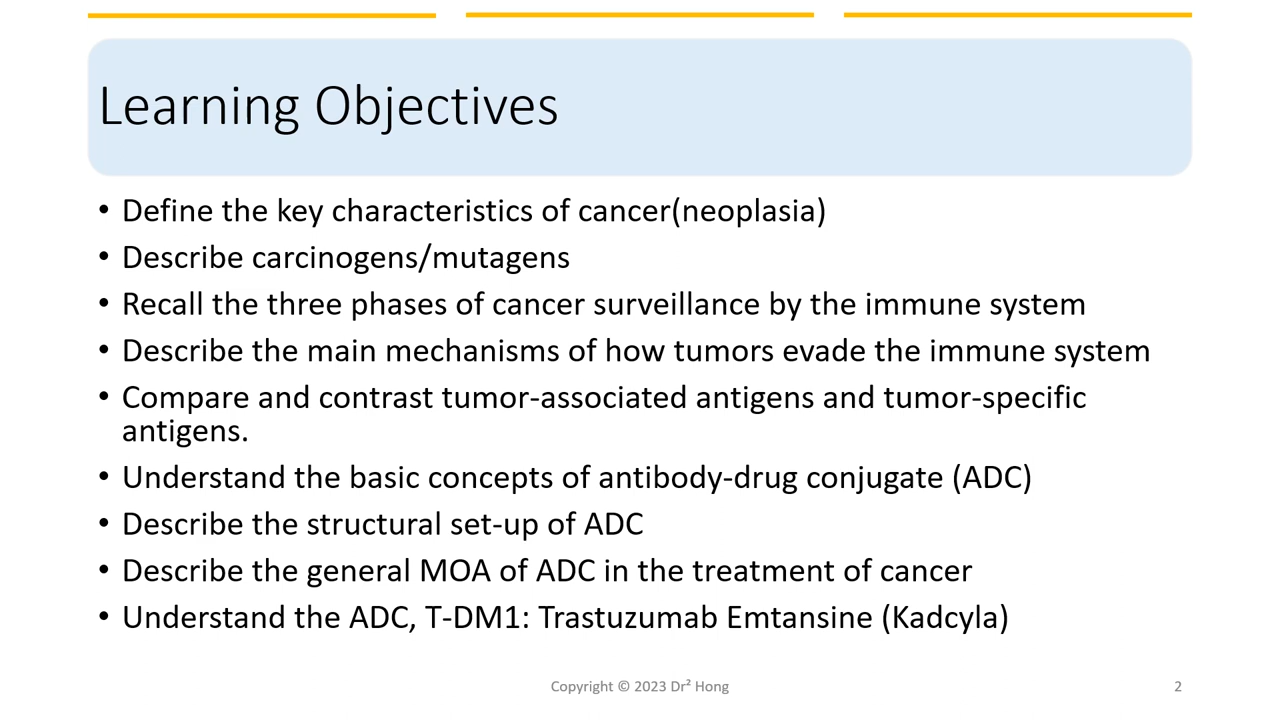 Learning Objectives
• Define the key characteristics of cancer(neoplasia)
• Describe carcinogens/mutagens
• Recall the three phases of cancer surveillance by the immune system
• Describe the main mechanisms of how tumors evade the immune system
• Compare and contrast tumor-associated antigens and tumor-specific
antigens.
• Understand the basic concepts of antibody-drug conjugate (ADC)
• Describe the structural set-up of ADC
• Describe the general MOA of ADC in the treatment of cancer
• Understand the ADC, T-DM1: Trastuzumab Emtansine (Kadcyla)
Copyright © 2023 Dr² Hong
2